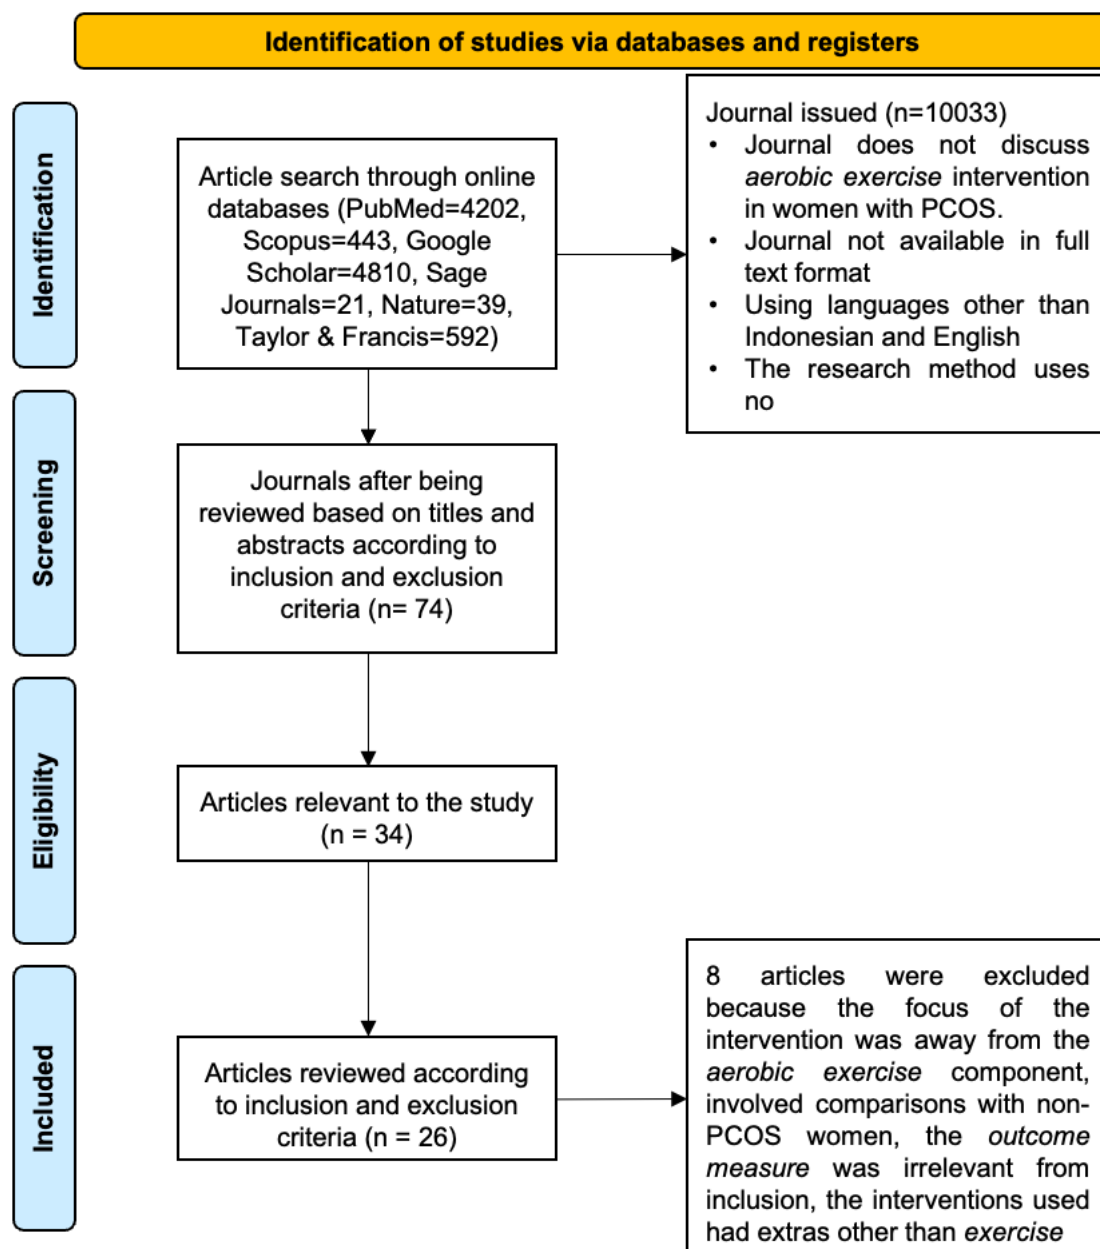 Identification of studies via databases and registers
Identification
Article search through online
databases (PubMed=4202,
Scopus=443, Google
Scholar=4810, Sage
Journals=21, Nature=39,
Taylor & Francis=592)
Journal issued (n=10033)
• Journal does not discuss
aerobic exercise intervention
in women with PCOS.
• Journal not available in full
text format
• Using languages other than
Indonesian and English
• The research method uses
no
Screening
Journals after being
reviewed based on titles and
abstracts according to
inclusion and exclusion
criteria (n= 74)
Eligibility
Articles relevant to the study
(n = 34)
Included
Articles reviewed according
to inclusion and exclusion
criteria (n = 26)
8 articles were excluded
because the focus of the
intervention was away from the
aerobic exercise component,
involved comparisons with non-
PCOS women, the outcome
measure was irrelevant from
inclusion, the interventions used
had extras other than exercise